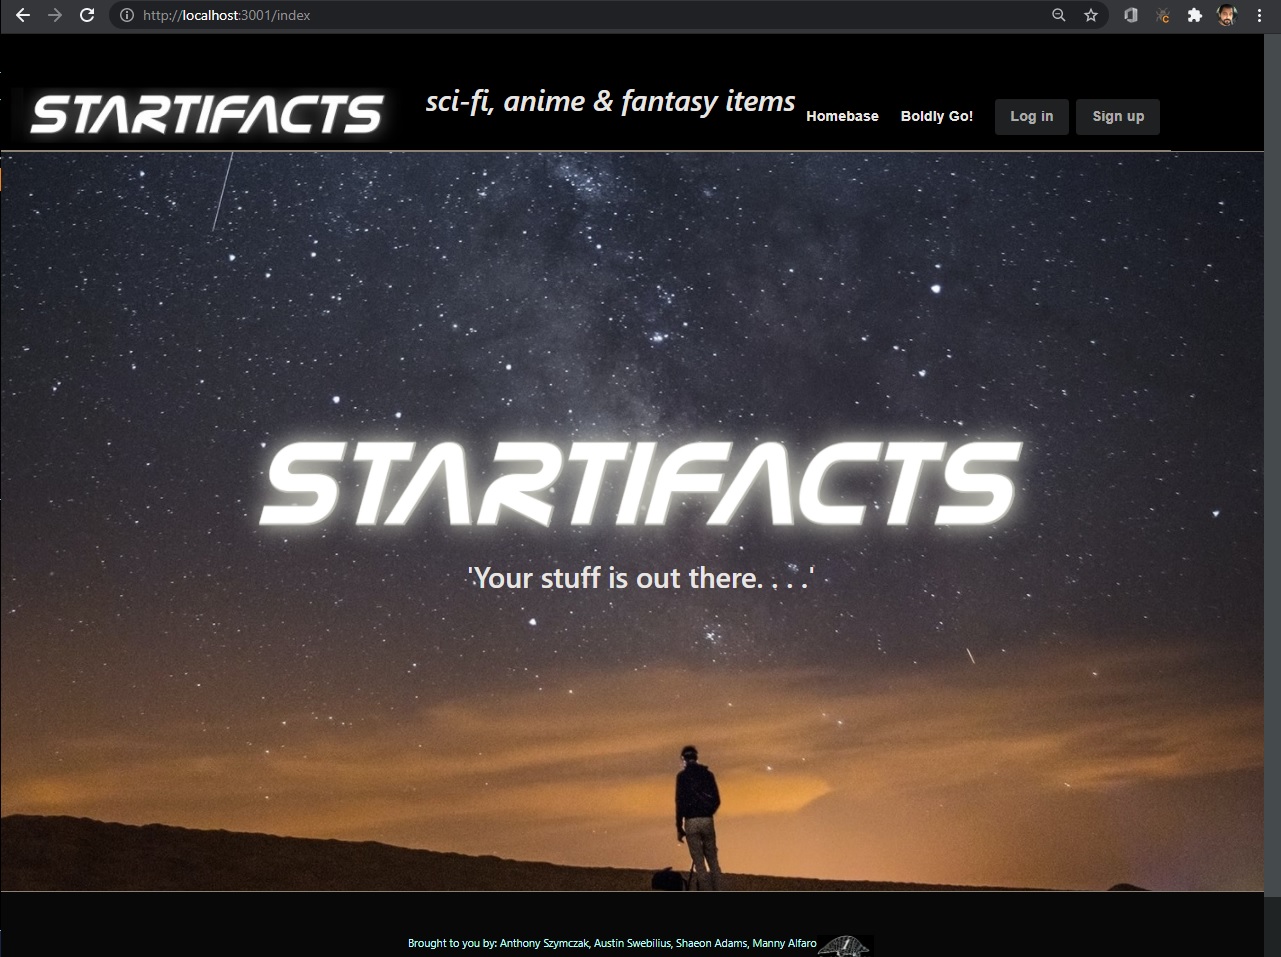 http://localhost:3001/index
STARTIFACTS
sci-fi, anime & fantasy items
Homebase
Boldly Go!
Log in
Sign up
STARTIFACTS
'Your stuff is out there. . . .'
Brought to you by: Anthony Szymczak, Austin Swebilius, Shaeon Adams, Manny Alfaro